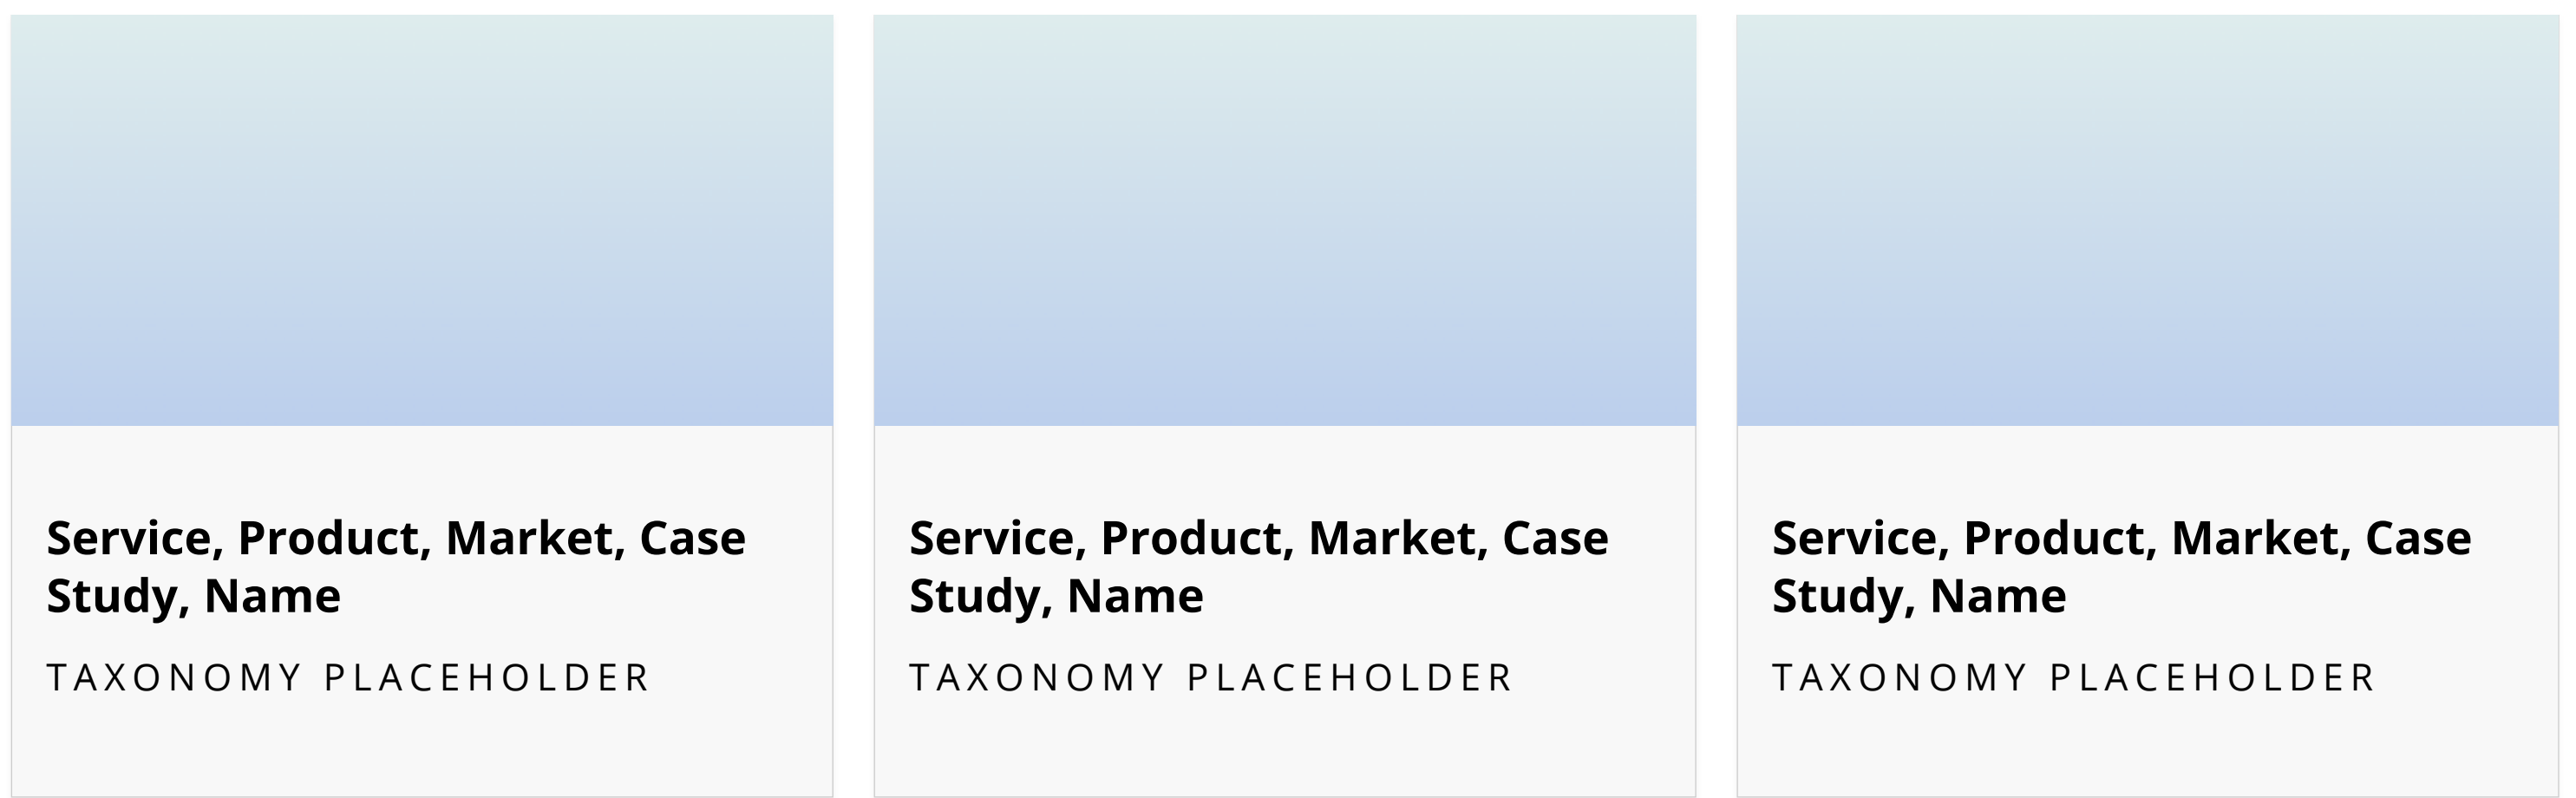 Service, Product, Market, Case
Study, Name
TAXONOMY PLACEHOLDER
Service, Product, Market, Case
Study, Name
TAXONOMY PLACEHOLDER
Service, Product, Market, Case
Study, Name
TAXONOMY PLACEHOLDER